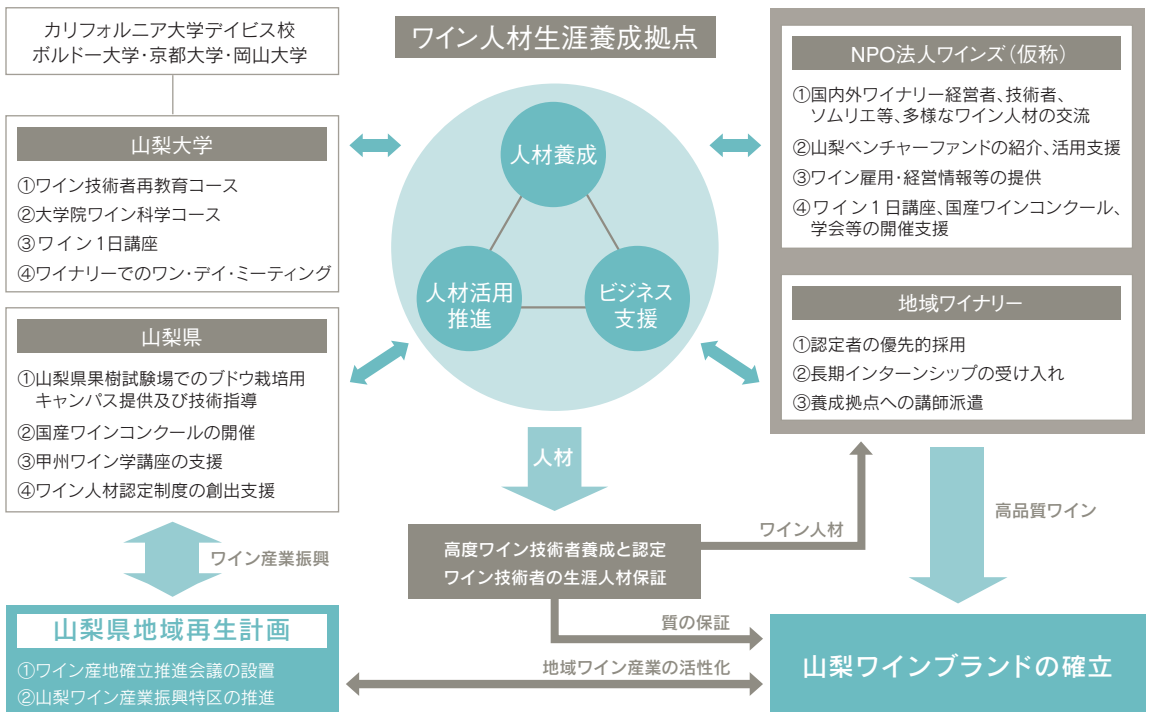 カリフォルニア大学デイビス校
ボルドー大学・京都大学・岡山大学
山梨大学
①ワイン技術者再教育コース
②大学院ワイン科学コース
③ワイン1日講座
④ワイナリーでのワン・デイ・ミーティング
山梨県
①山梨県果樹試験場でのブドウ栽培用
キャンパス提供及び技術指導
②国産ワインコンクールの開催
③甲州ワイン学講座の支援
④ワイン人材認定制度の創出支援
ワイン産業振興
山梨県地域再生計画
①ワイン産地確立推進会議の設置
②山梨ワイン産業振興特区の推進
ワイン人材生涯養成拠点
人材養成
人材活用
推進
ビジネス
支援
人材
高度ワイン技術者養成と認定
ワイン技術者の生涯人材保証
ワイン人材
質の保証
地域ワイン産業の活性化
NPO法人ワインズ（仮称）
①国内外ワイナリー経営者、技術者、
ソムリエ等、多様なワイン人材の交流
②山梨ベンチャーファンドの紹介、活用支援
③ワイン雇用・経営情報等の提供
④ワイン1日講座、国産ワインコンクール、
学会等の開催支援
地域ワイナリー
①認定者の優先的採用
②長期インターンシップの受け入れ
③養成拠点への講師派遣
高品質ワイン
山梨ワインブランドの確立